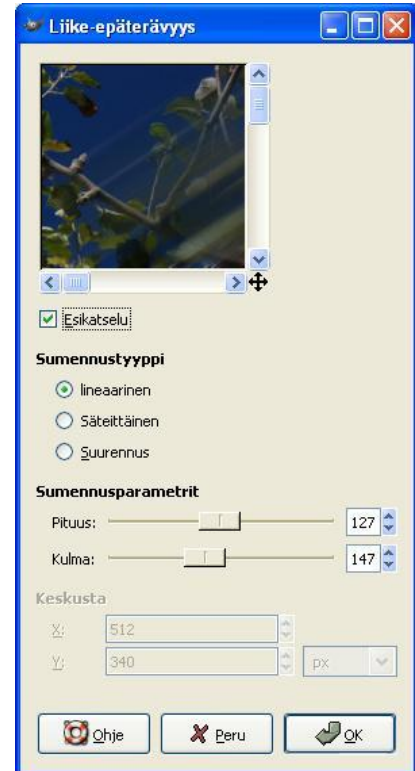 Liike-epäterävyys
Esikatselu
Sumennustyyppi
lineaarinen
Säteittäinen
Suurennus
Sumennusparametrit
Pituus: 127
Kulma: 147
Keskusta
X: 512
Y: 340 px
Ohje Peru OK